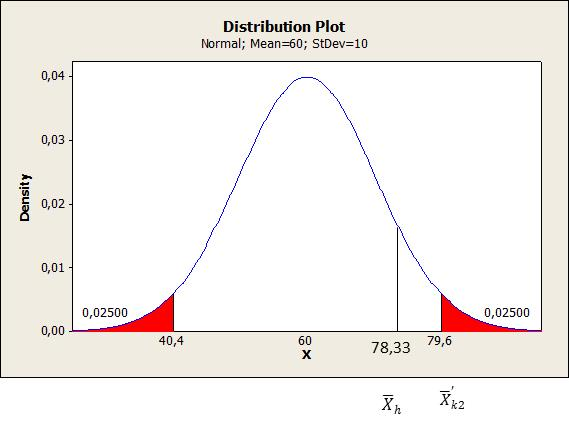 Distribution Plot
Normal; Mean=60; StDev=10
0,04
0,03
0,02
0,01
0,00
Density
0,02500
0,02500
40,4
60
78,33
79,6
X
X̅h
X̅′k2